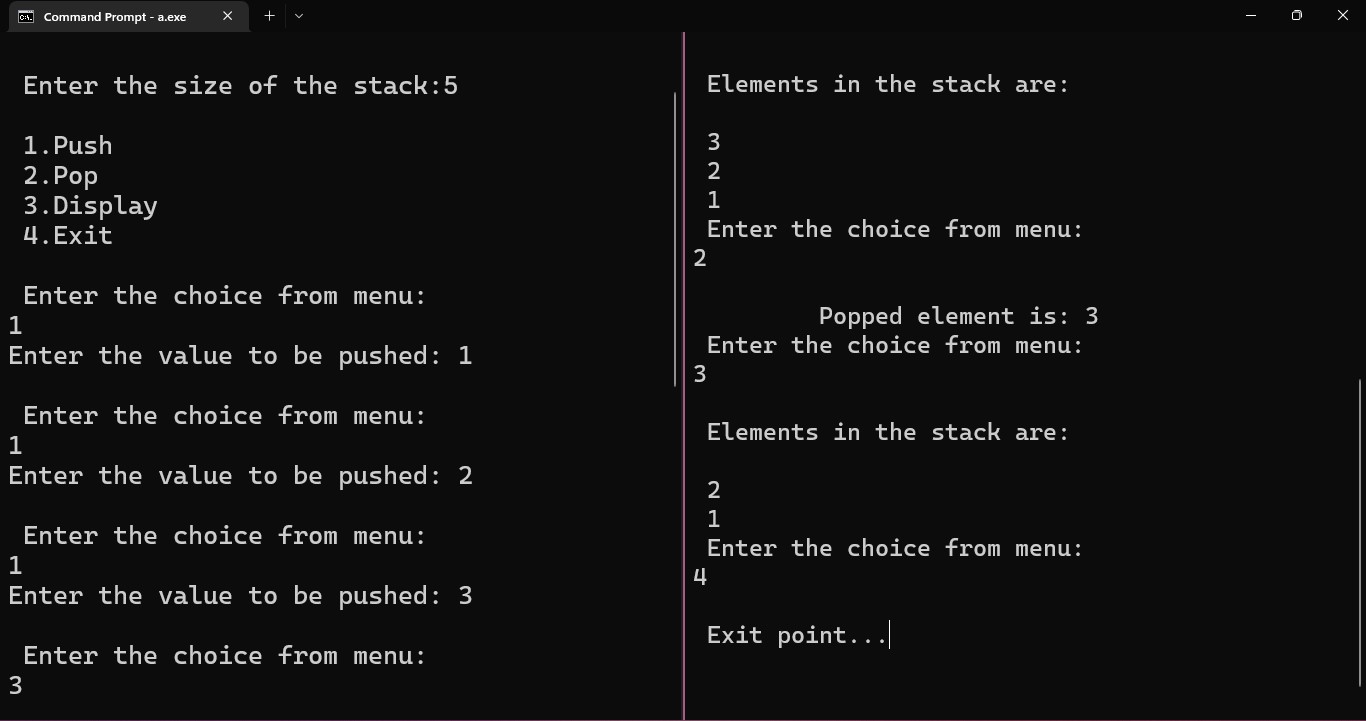 Command Prompt - a.exe
Enter the size of the stack:5
1.Push
2.Pop
3.Display
4.Exit
Enter the choice from menu:
1
Enter the value to be pushed: 1
Enter the choice from menu:
1
Enter the value to be pushed: 2
Enter the choice from menu:
1
Enter the value to be pushed: 3
Enter the choice from menu:
3
Elements in the stack are:
3
2
1
Enter the choice from menu:
2
Popped element is: 3
Enter the choice from menu:
3
Elements in the stack are:
2
1
Enter the choice from menu:
4
Exit point...